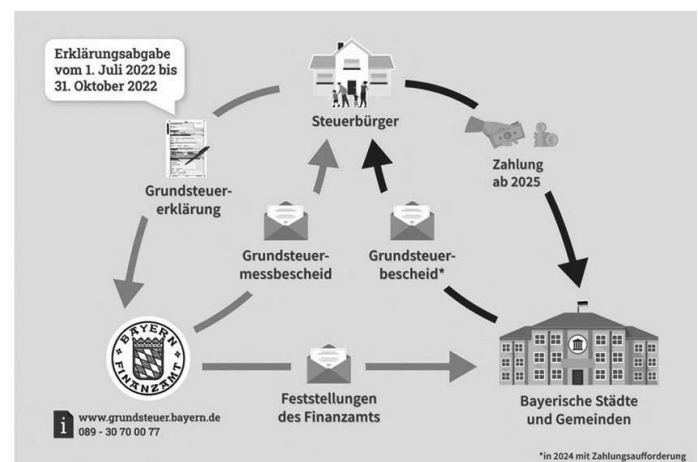 Erklärungsabgabe
vom 1. Juli 2022 bis
31. Oktober 2022
Steuerbürger
Zahlung
ab 2025
Grundsteuer-
erklärung
Grundsteuer-
messbescheid
Grundsteuer-
bescheid*
BAYERN
FINANZAMT
Feststellungen
des Finanzamts
Bayerische Städte
und Gemeinden
i
www.grundsteuer.bayern.de
089 - 30 70 00 77
*in 2024 mit Zahlungsaufforderung